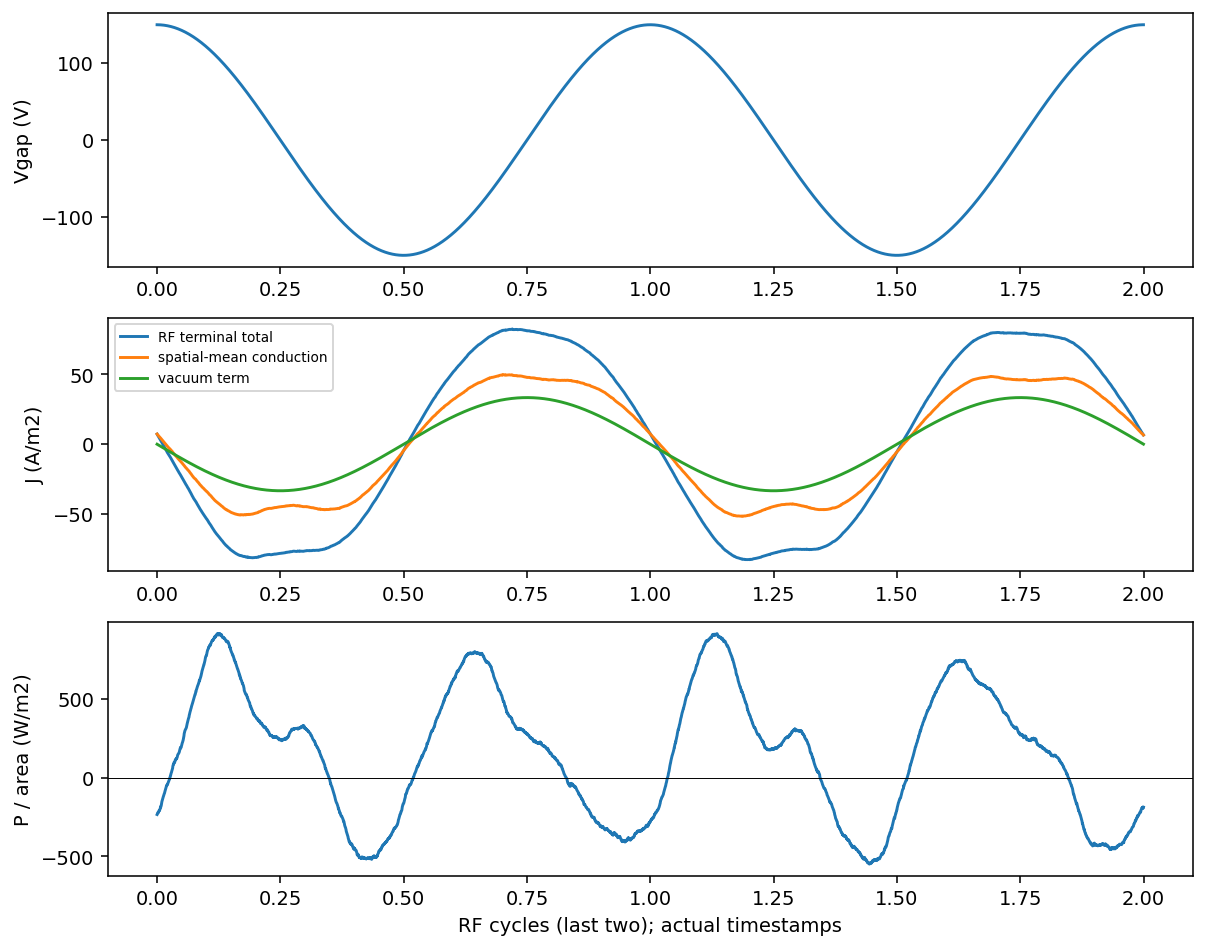 Vgap (V)
100
0
−100
0.00 0.25 0.50 0.75 1.00 1.25 1.50 1.75 2.00
RF terminal total
spatial-mean conduction
vacuum term
J (A/m2)
50
0
−50
0.00 0.25 0.50 0.75 1.00 1.25 1.50 1.75 2.00
P / area (W/m2)
500
0
−500
0.00 0.25 0.50 0.75 1.00 1.25 1.50 1.75 2.00
RF cycles (last two); actual timestamps